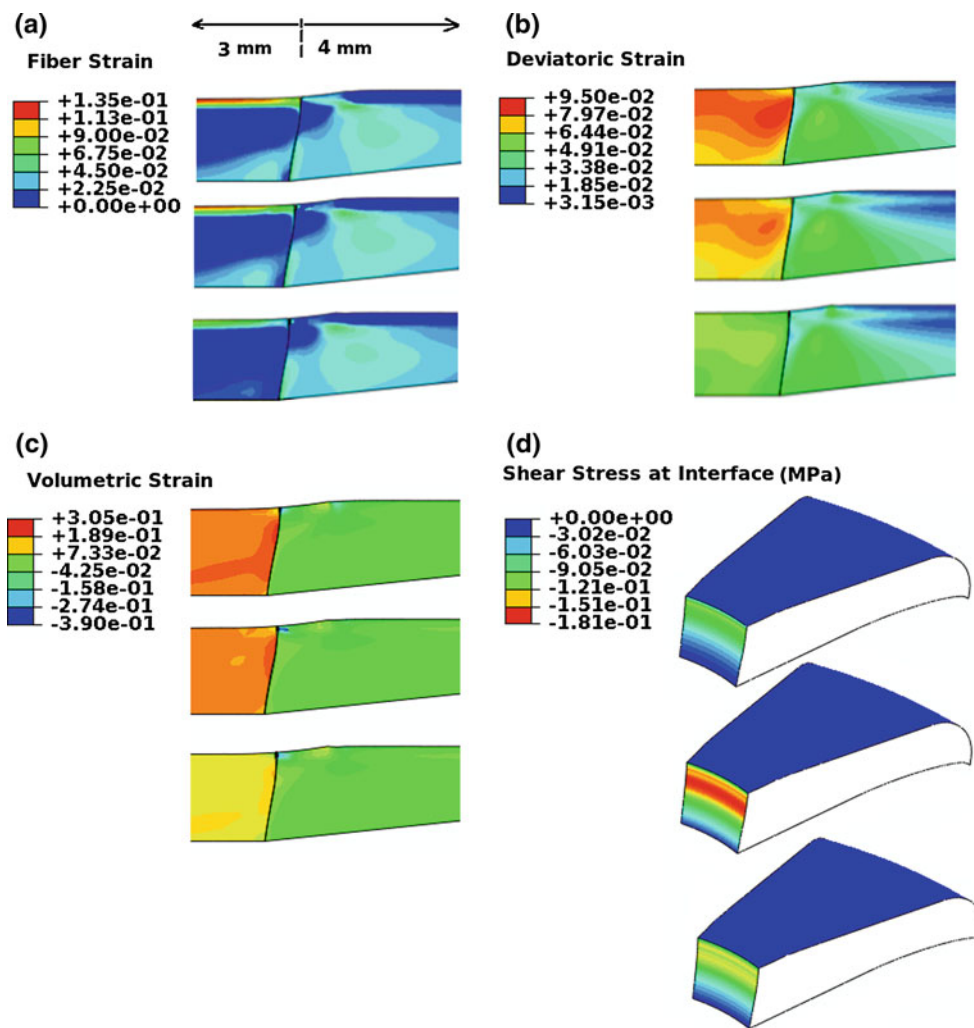 (a)
3 mm
4 mm
Fiber Strain
+1.35e-01
+1.13e-01
+9.00e-02
+6.75e-02
+4.50e-02
+2.25e-02
+0.00e+00
(b)
Deviatoric Strain
+9.50e-02
+7.97e-02
+6.44e-02
+4.91e-02
+3.38e-02
+1.85e-02
+3.15e-03
(c)
Volumetric Strain
+3.05e-01
+1.89e-01
+7.33e-02
-4.25e-02
-1.58e-01
-2.74e-01
-3.90e-01
(d)
Shear Stress at Interface (MPa)
+0.00e+00
-3.02e-02
-6.03e-02
-9.05e-02
-1.21e-01
-1.51e-01
-1.81e-01